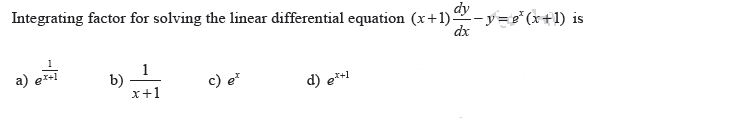 Integrating factor for solving the linear differential equation (x+1) dy/dx − y = e^x (x+1) is
a) e^(1/(x+1)) b) 1/(x+1) c) e^x d) e^(x+1)